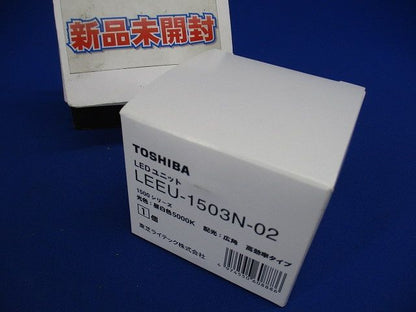 新品未開封
TOSHIBA
LEDユニット
LEEU-1503N-02
1500シリーズ
光色:昼白色5000K 配光:広角 高効率タイプ
1個
東芝ライテック株式会社